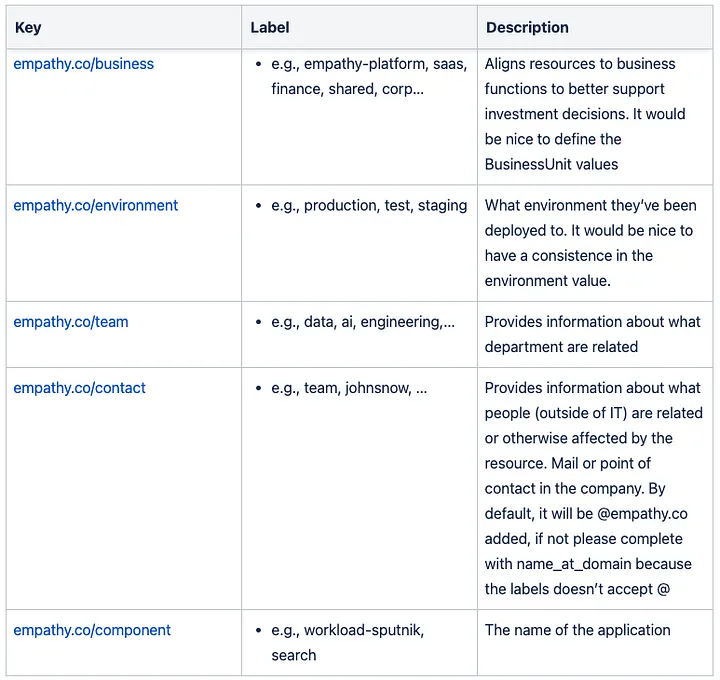 Key
Label
Description
empathy.co/business
• e.g., empathy-platform, saas,
finance, shared, corp...
Aligns resources to business
functions to better support
investment decisions. It would
be nice to define the
BusinessUnit values
empathy.co/environment
• e.g., production, test, staging
What environment they’ve been
deployed to. It would be nice to
have a consistence in the
environment value.
empathy.co/team
• e.g., data, ai, engineering,...
Provides information about what
department are related
empathy.co/contact
• e.g., team, johnsnow, ...
Provides information about what
people (outside of IT) are related
or otherwise affected by the
resource. Mail or point of
contact in the company. By
default, it will be @empathy.co
added, if not please complete
with name_at_domain because
the labels doesn’t accept @
empathy.co/component
• e.g., workload-sputnik,
search
The name of the application